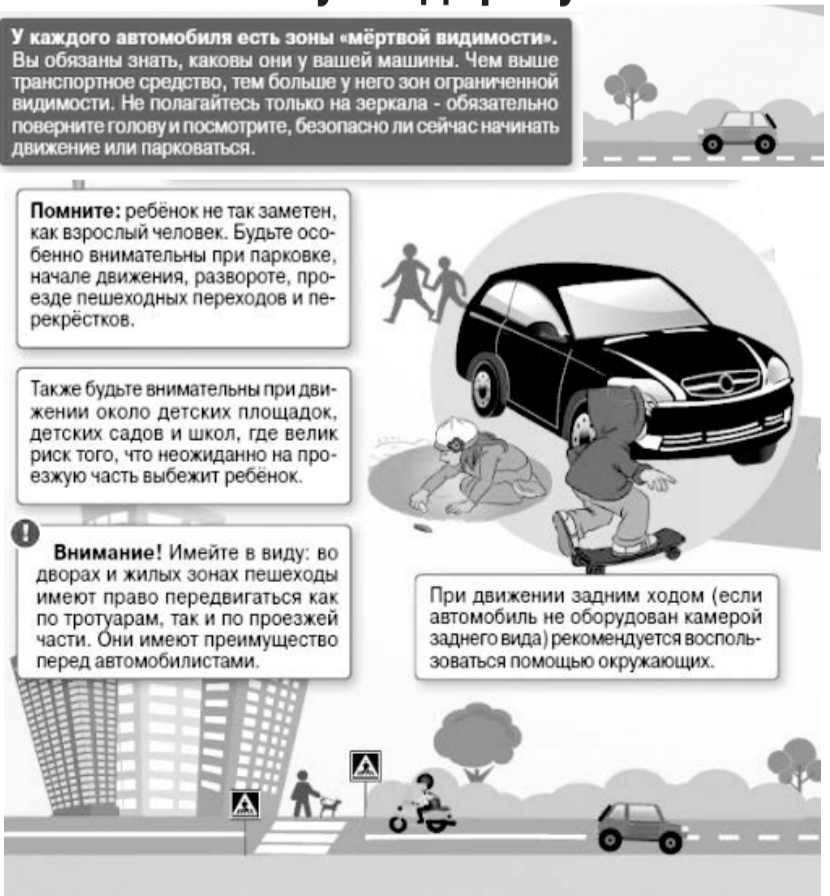 У каждого автомобиля есть зоны «мёртвой видимости».
Вы обязаны знать, каковы они у вашей машины. Чем выше
транспортное средство, тем больше у него зон ограниченной
видимости. Не полагайтесь только на зеркала - обязательно
поверните голову и посмотрите, безопасно ли сейчас начинать
движение или парковаться.
Помните: ребёнок не так заметен,
как взрослый человек. Будьте осо-
бенно внимательны при парковке,
начале движения, развороте, про-
езде пешеходных переходов и пе-
рекрёстков.
Также будьте внимательны при дви-
жении около детских площадок,
детских садов и школ, где велик
риск того, что неожиданно на про-
езжую часть выбежит ребёнок.
Внимание! Имейте в виду: во
дворах и жилых зонах пешеходы
имеют право передвигаться как
по тротуарам, так и по проезжей
части. Они имеют преимущество
перед автомобилистами.
При движении задним ходом (если
автомобиль не оборудован камерой
заднего вида) рекомендуется восполь-
зоваться помощью окружающих.